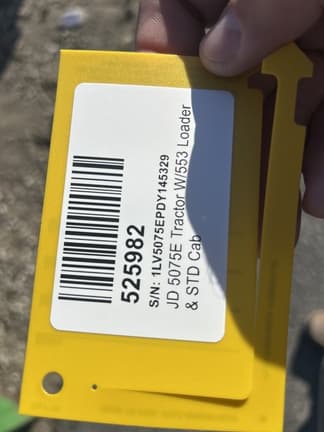 525982
S/N: 1LV5075EPDY145329
JD 5075E Tractor W/553 Loader
& STD Cab